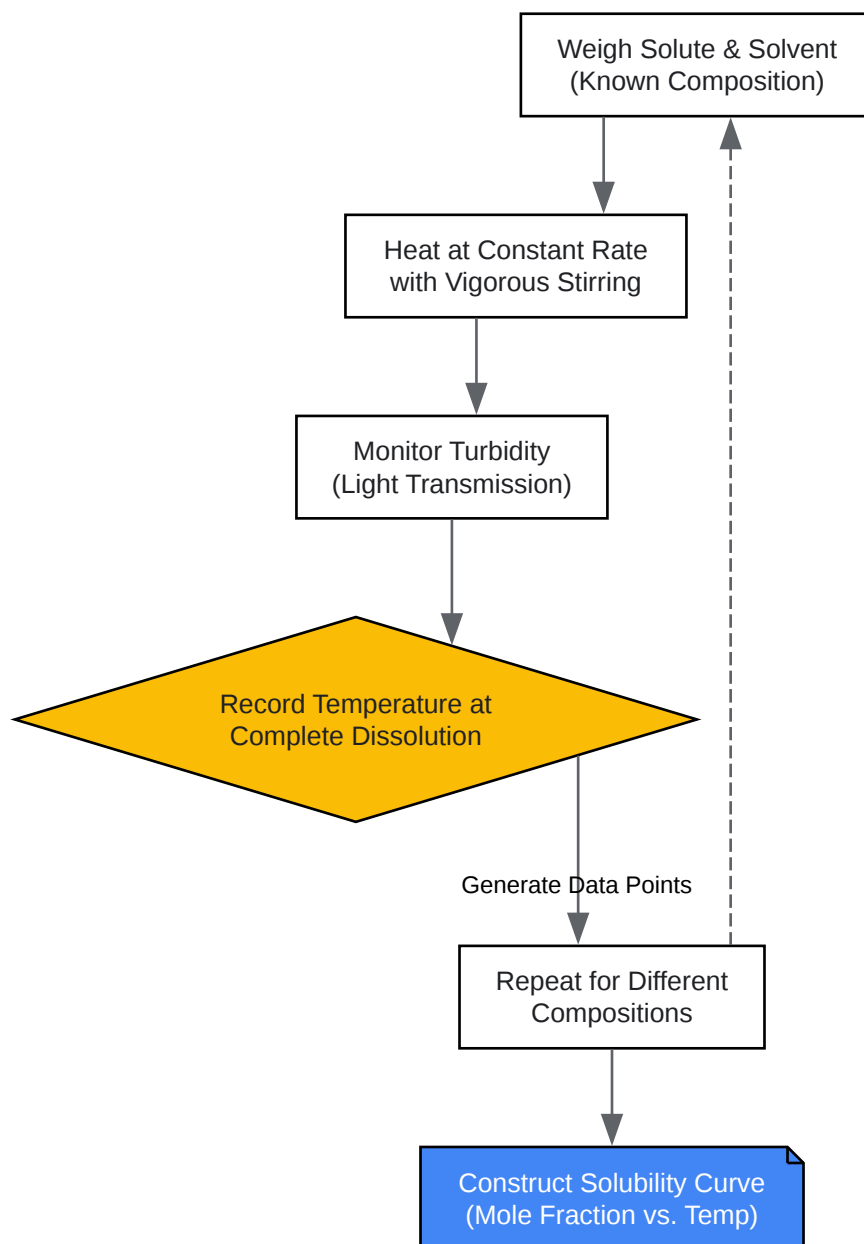 Weigh Solute & Solvent
(Known Composition)
Heat at Constant Rate
with Vigorous Stirring
Monitor Turbidity
(Light Transmission)
Record Temperature at
Complete Dissolution
Generate Data Points
Repeat for Different
Compositions
Construct Solubility Curve
(Mole Fraction vs. Temp)